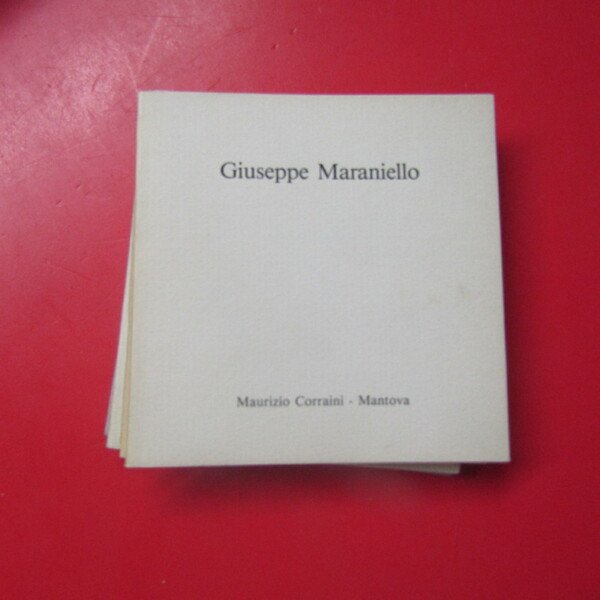 Giuseppe Maraniello
Maurizio Corraini - Mantova